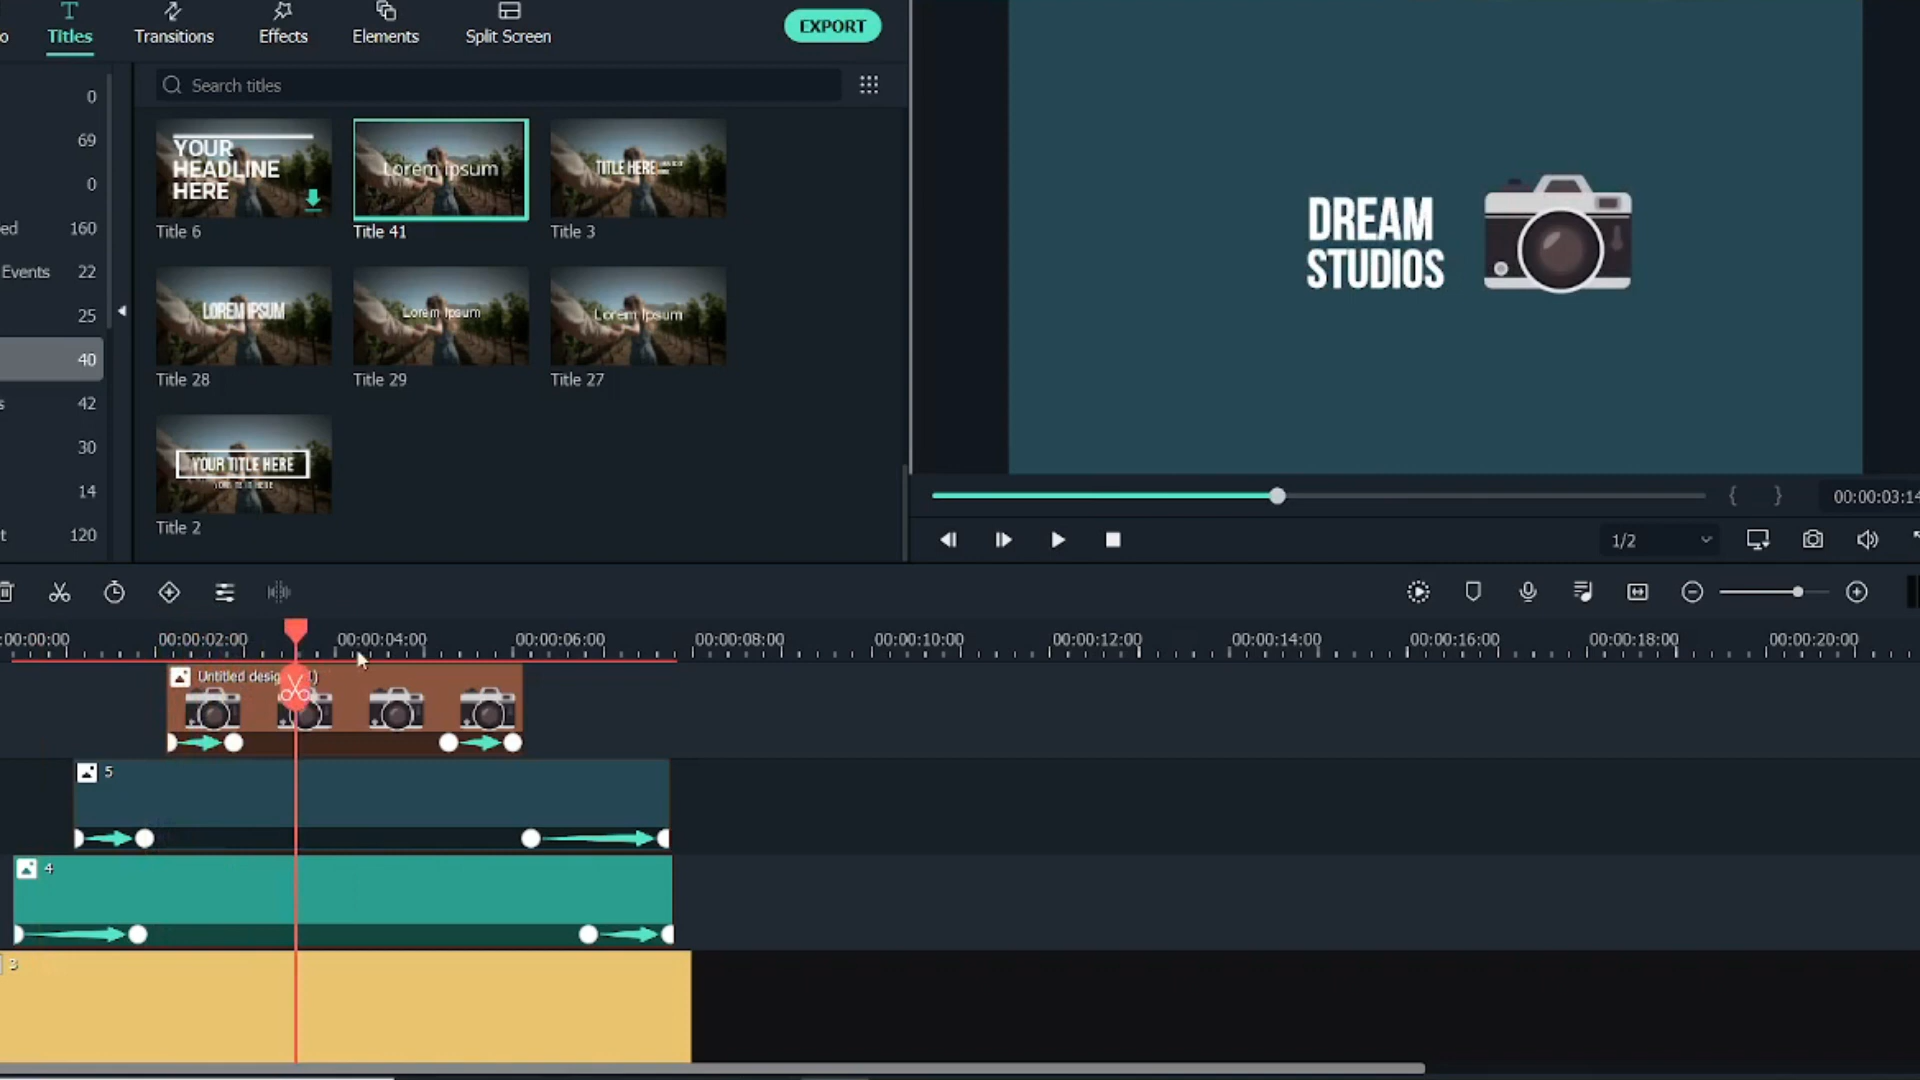 o
Titles
Transitions
Effects
Elements
Split Screen
EXPORT
Search titles
0
69
0
ed 160
Events 22
25
40
s 42
30
14
t 120
YOUR
HEADLINE
HERE
Title 6
Lorem Ipsum
Title 41
TITLE HERE
Title 3
LOREM IPSUM
Title 28
Lorem Ipsum
Title 29
Lorem Ipsum
Title 27
YOUR TITLE HERE
Title 2
DREAM
STUDIOS
{ }
00:00:03:14
1/2
:00:00:00
00:00:02:00
00:00:04:00
00:00:06:00
00:00:08:00
00:00:10:00
00:00:12:00
00:00:14:00
00:00:16:00
00:00:18:00
00:00:20:00
Untitled desig
5
4
3